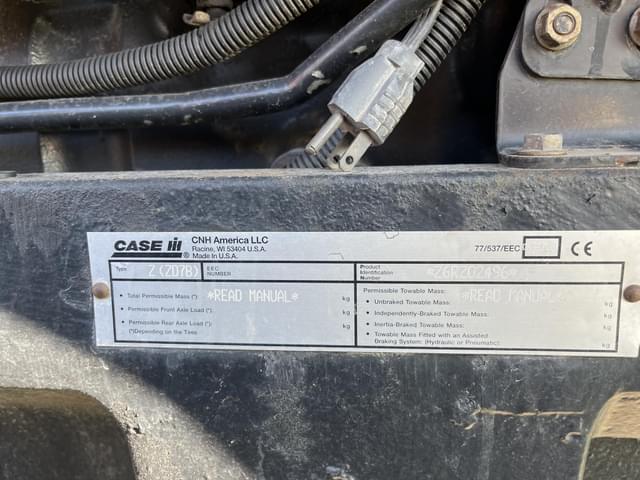 CASE III
CNH America LLC
Racine, WI 53404 U.S.A.
® Made in U.S.A.
77/537/EEC
CE
Type Z(ZD7B)
EEC NUMBER
Product Identification Number *Z6RZ02496*
• Total Permissible Mass (*): *READ MANUAL* kg
• Permissible Front Axle Load (*): kg
• Permissible Rear Axle Load (*): kg
(*)Depending on the Tires
Permissible Towable Mass: *READ MANUAL*
• Unbraked Towable Mass: kg
• Independently-Braked Towable Mass: kg
• Inertia-Braked Towable Mass: kg
• Towable Mass Fitted with an Assisted
Braking System: (Hydraulic or Pneumatic) kg